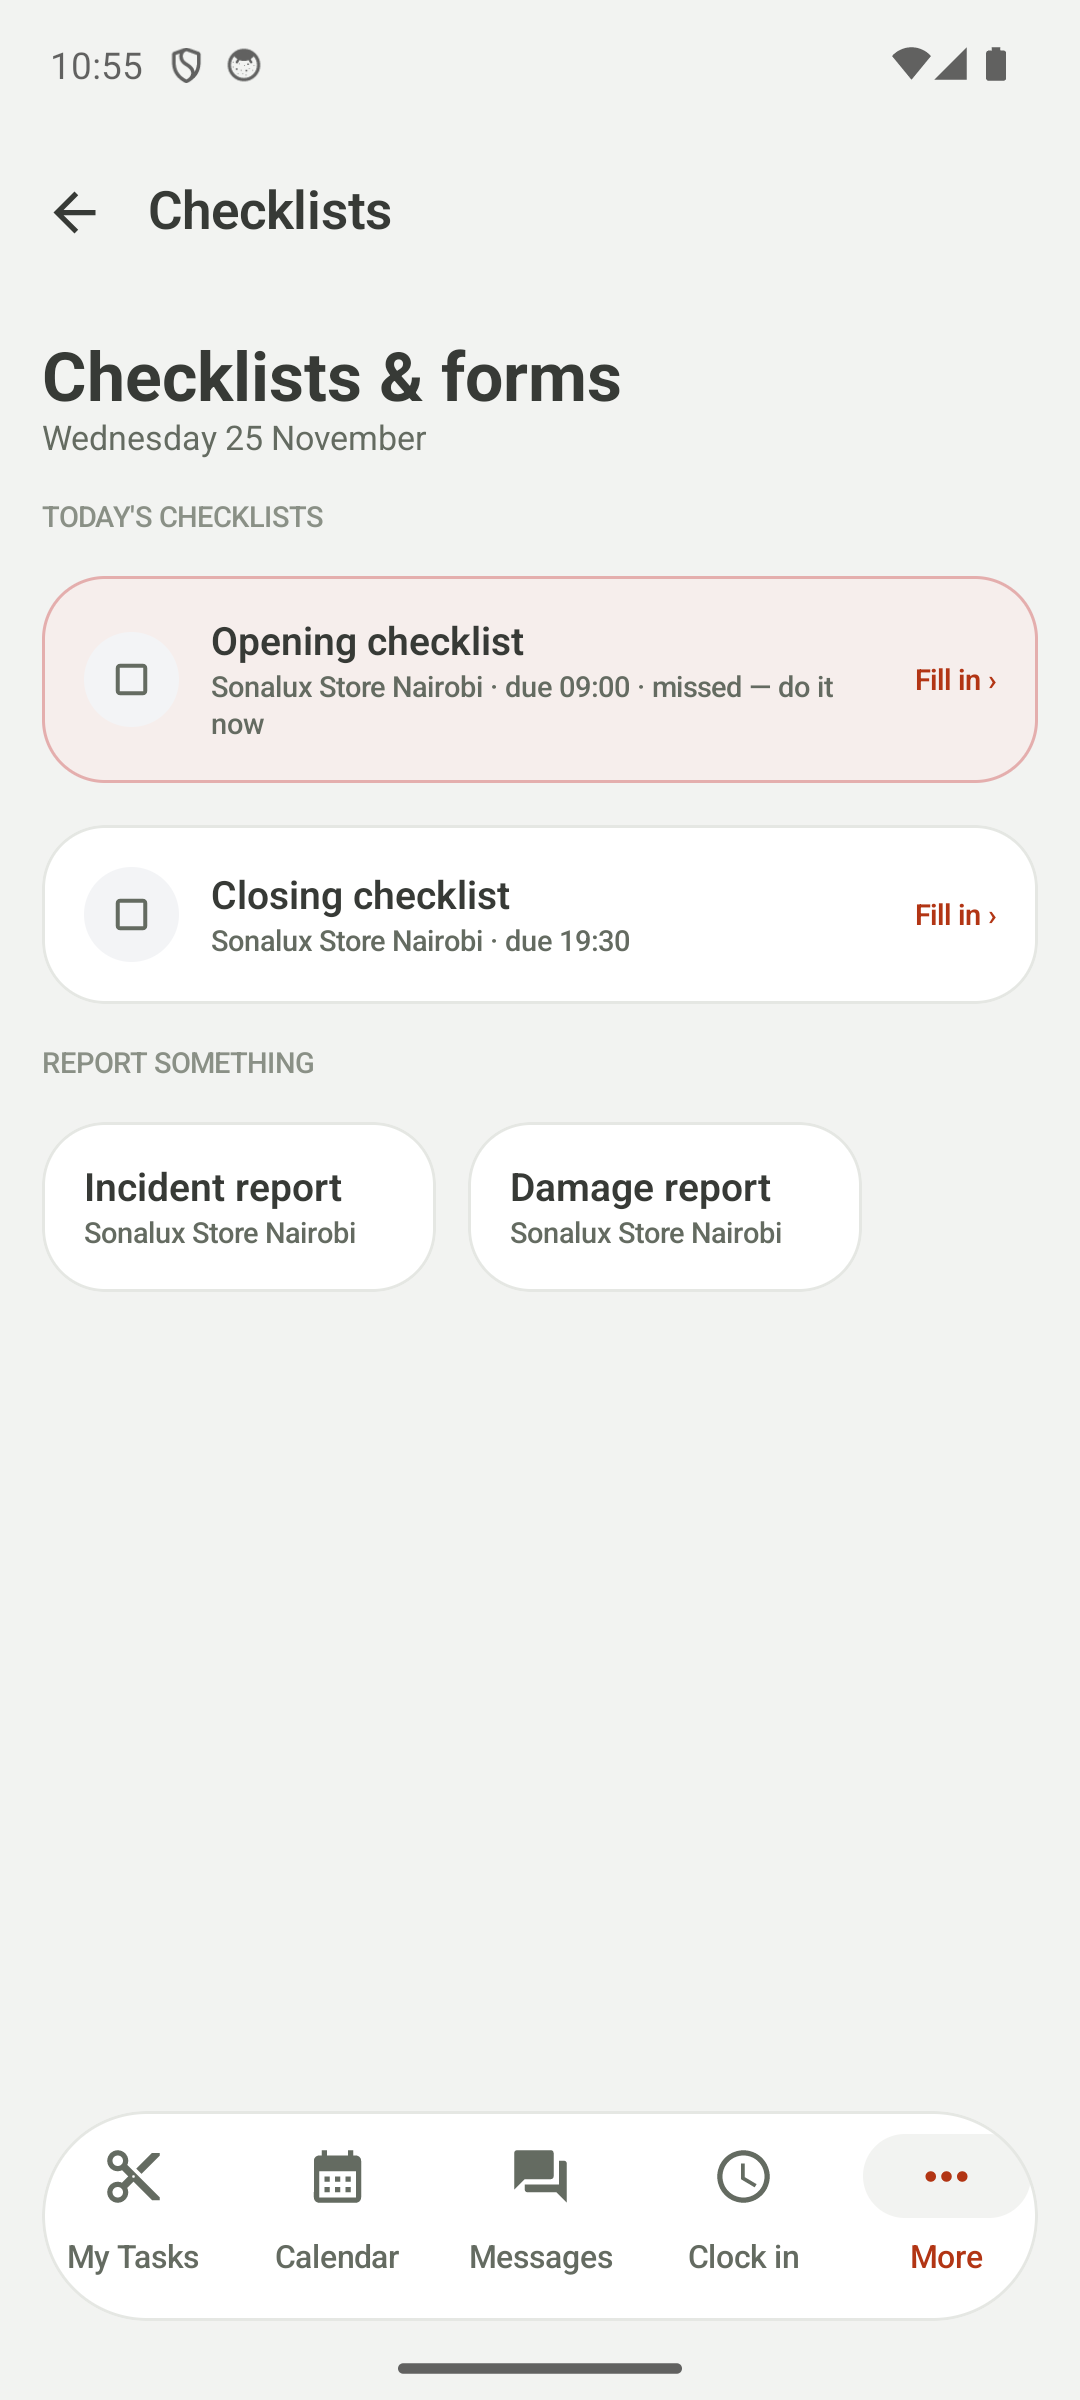 10:55
Checklists
Checklists & forms
Wednesday 25 November
TODAY'S CHECKLISTS
Opening checklist
Sonalux Store Nairobi · due 09:00 · missed — do it
now
Fill in ›
Closing checklist
Sonalux Store Nairobi · due 19:30
Fill in ›
REPORT SOMETHING
Incident report
Sonalux Store Nairobi
Damage report
Sonalux Store Nairobi
My Tasks
Calendar
Messages
Clock in
More